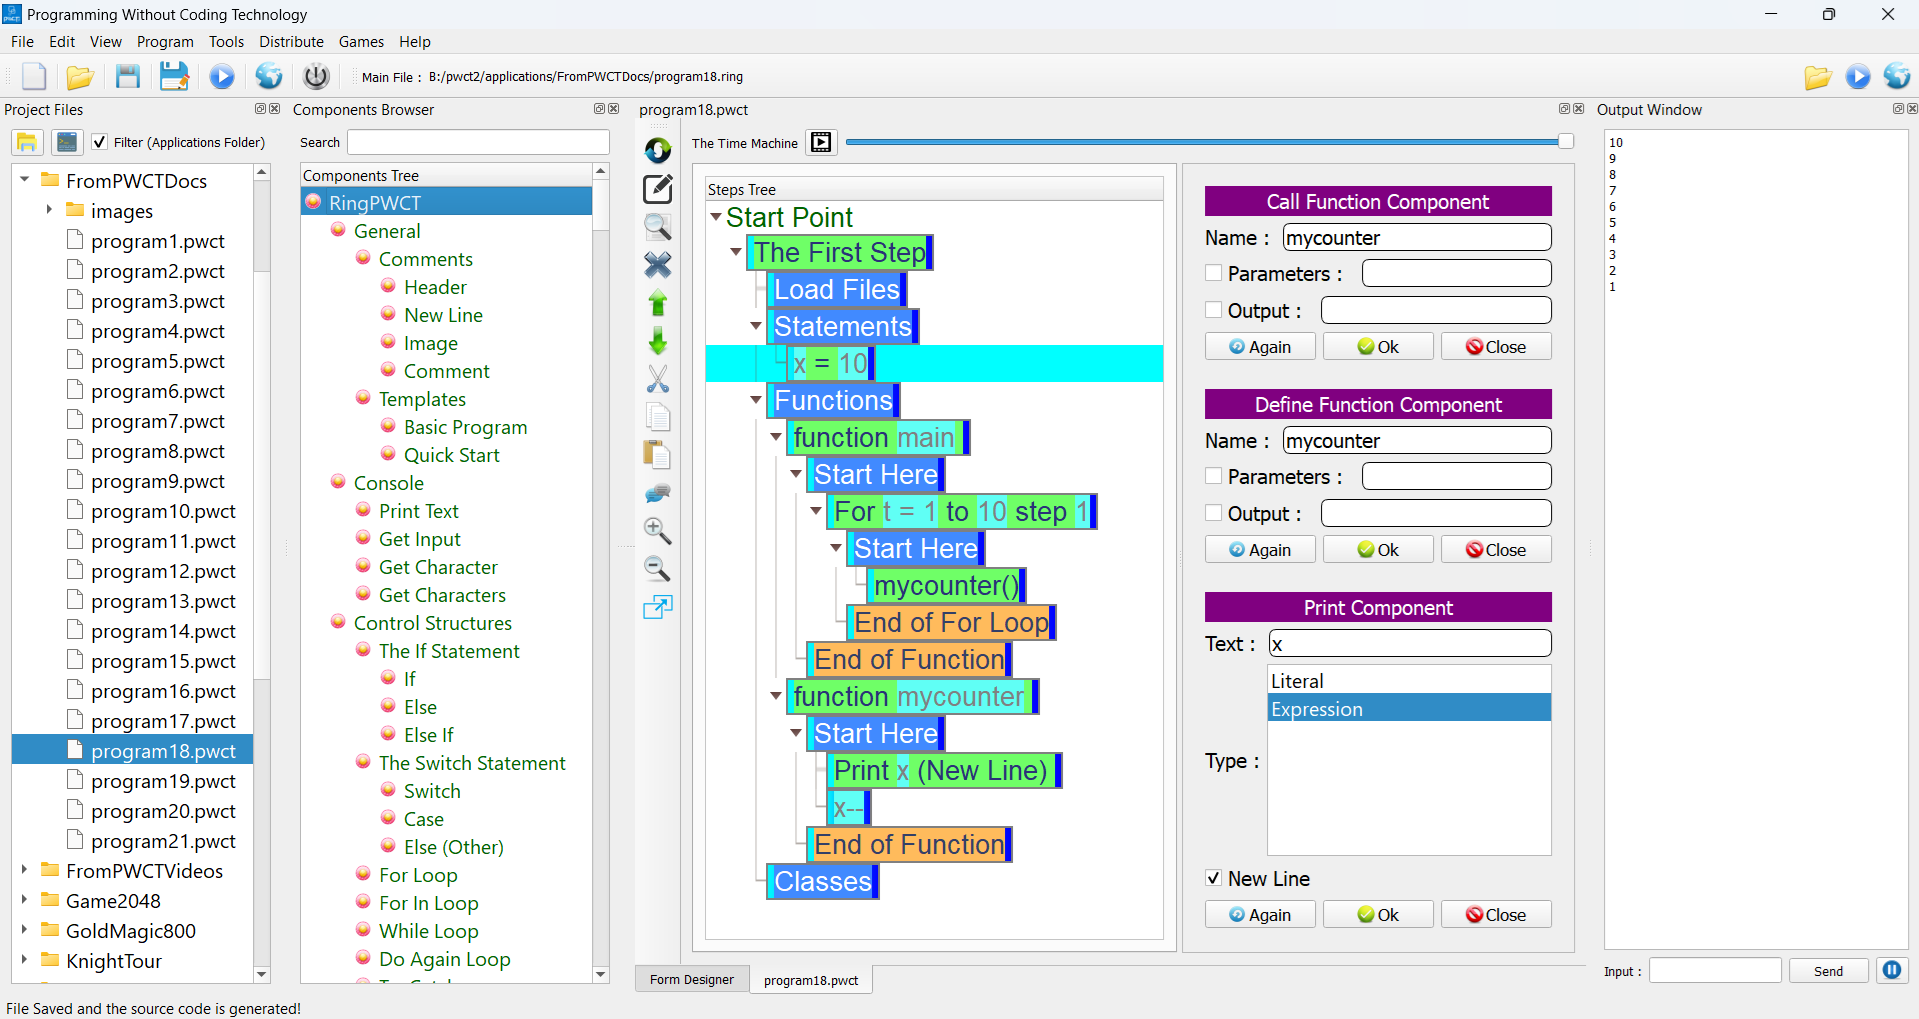 Programming Without Coding Technology
File Edit View Program Tools Distribute Games Help
Main File : B:/pwct2/applications/FromPWCTDocs/program18.ring
Project Files
Filter (Applications Folder)
FromPWCTDocs
images
program1.pwct
program2.pwct
program3.pwct
program4.pwct
program5.pwct
program6.pwct
program7.pwct
program8.pwct
program9.pwct
program10.pwct
program11.pwct
program12.pwct
program13.pwct
program14.pwct
program15.pwct
program16.pwct
program17.pwct
program18.pwct
program19.pwct
program20.pwct
program21.pwct
FromPWCTVideos
Game2048
GoldMagic800
KnightTour
Components Browser
Search
Components Tree
RingPWCT
General
Comments
Header
New Line
Image
Comment
Templates
Basic Program
Quick Start
Console
Print Text
Get Input
Get Character
Get Characters
Control Structures
The If Statement
If
Else
Else If
The Switch Statement
Switch
Case
Else (Other)
For Loop
For In Loop
While Loop
Do Again Loop
program18.pwct
The Time Machine
Steps Tree
Start Point
The First Step
Load Files
Statements
x = 10
Functions
function main
Start Here
For t = 1 to 10 step 1
Start Here
mycounter()
End of For Loop
End of Function
function mycounter
Start Here
Print x (New Line)
x--
End of Function
Classes
Call Function Component
Name : mycounter
Parameters :
Output :
Again Ok Close
Define Function Component
Name : mycounter
Parameters :
Output :
Again Ok Close
Print Component
Text : x
Literal
Expression
Type :
New Line
Again Ok Close
Form Designer program18.pwct
Output Window
10
9
8
7
6
5
4
3
2
1
Input : Send
File Saved and the source code is generated!